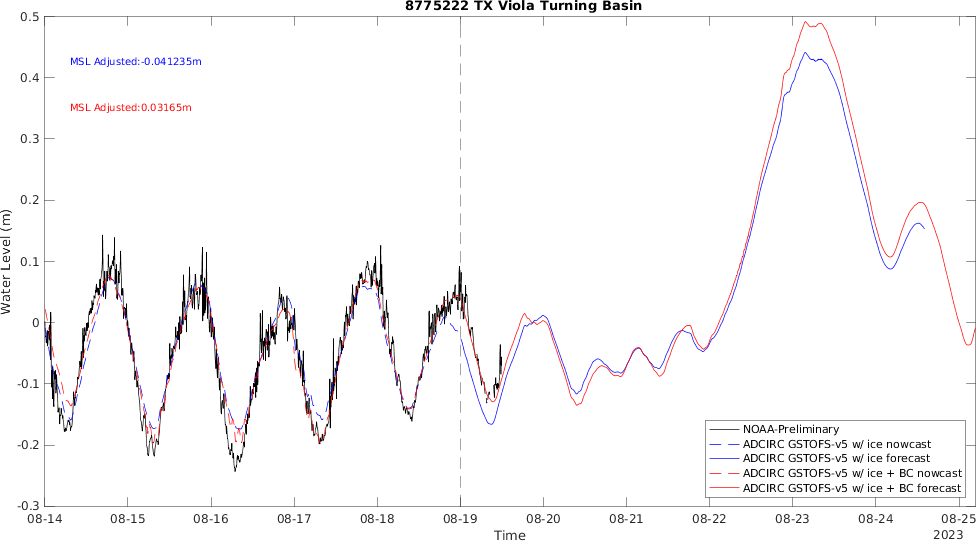 8775222 TX Viola Turning Basin
MSL Adjusted:-0.041235m
MSL Adjusted:0.03165m
Water Level (m)
0.5
0.4
0.3
0.2
0.1
0
-0.1
-0.2
-0.3
NOAA-Preliminary
ADCIRC GSTOFS-v5 w/ ice nowcast
ADCIRC GSTOFS-v5 w/ ice forecast
ADCIRC GSTOFS-v5 w/ ice + BC nowcast
ADCIRC GSTOFS-v5 w/ ice + BC forecast
08-14 08-15 08-16 08-17 08-18 08-19 08-20 08-21 08-22 08-23 08-24 08-25
Time
2023